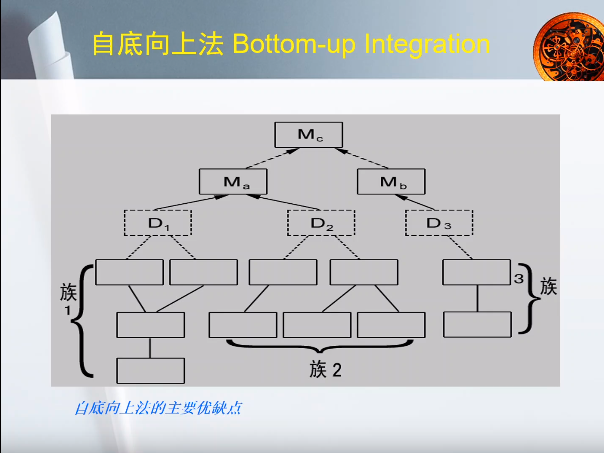 自底向上法 Bottom-up Integration
Mc
Ma
Mb
D1
D2
D3
族
1
3
族
族 2
自底向上法的主要优缺点